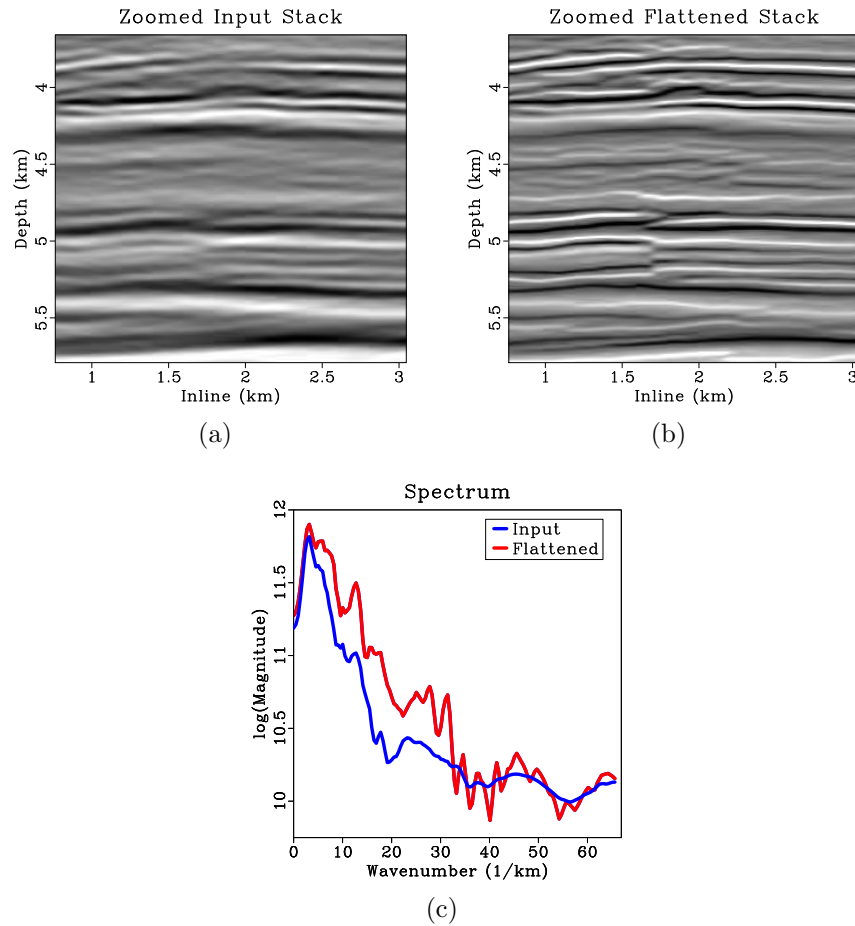 Zoomed Input Stack
Depth (km)
4
4.5
5
5.5
1
1.5
2
2.5
3
Inline (km)
(a)
Zoomed Flattened Stack
Depth (km)
4
4.5
5
5.5
1
1.5
2
2.5
3
Inline (km)
(b)
Spectrum
log(Magnitude)
12
11.5
11
10.5
10
Input
Flattened
0
10
20
30
40
50
60
Wavenumber (1/km)
(c)